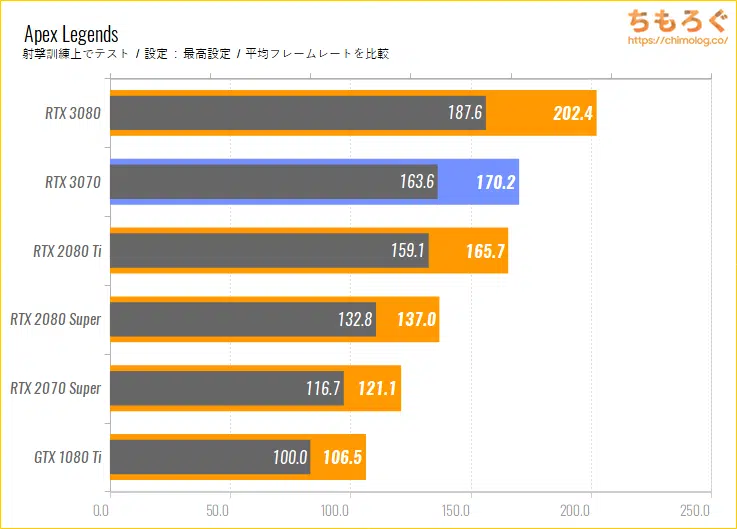 Apex Legends
ちもろぐ
https://chimolog.co/
射撃訓練上でテスト / 設定 : 最高設定 / 平均フレームレートを比較
RTX 3080 187.6 202.4
RTX 3070 163.6 170.2
RTX 2080 Ti 159.1 165.7
RTX 2080 Super 132.8 137.0
RTX 2070 Super 116.7 121.1
GTX 1080 Ti 100.0 106.5
0.0 50.0 100.0 150.0 200.0 250.0